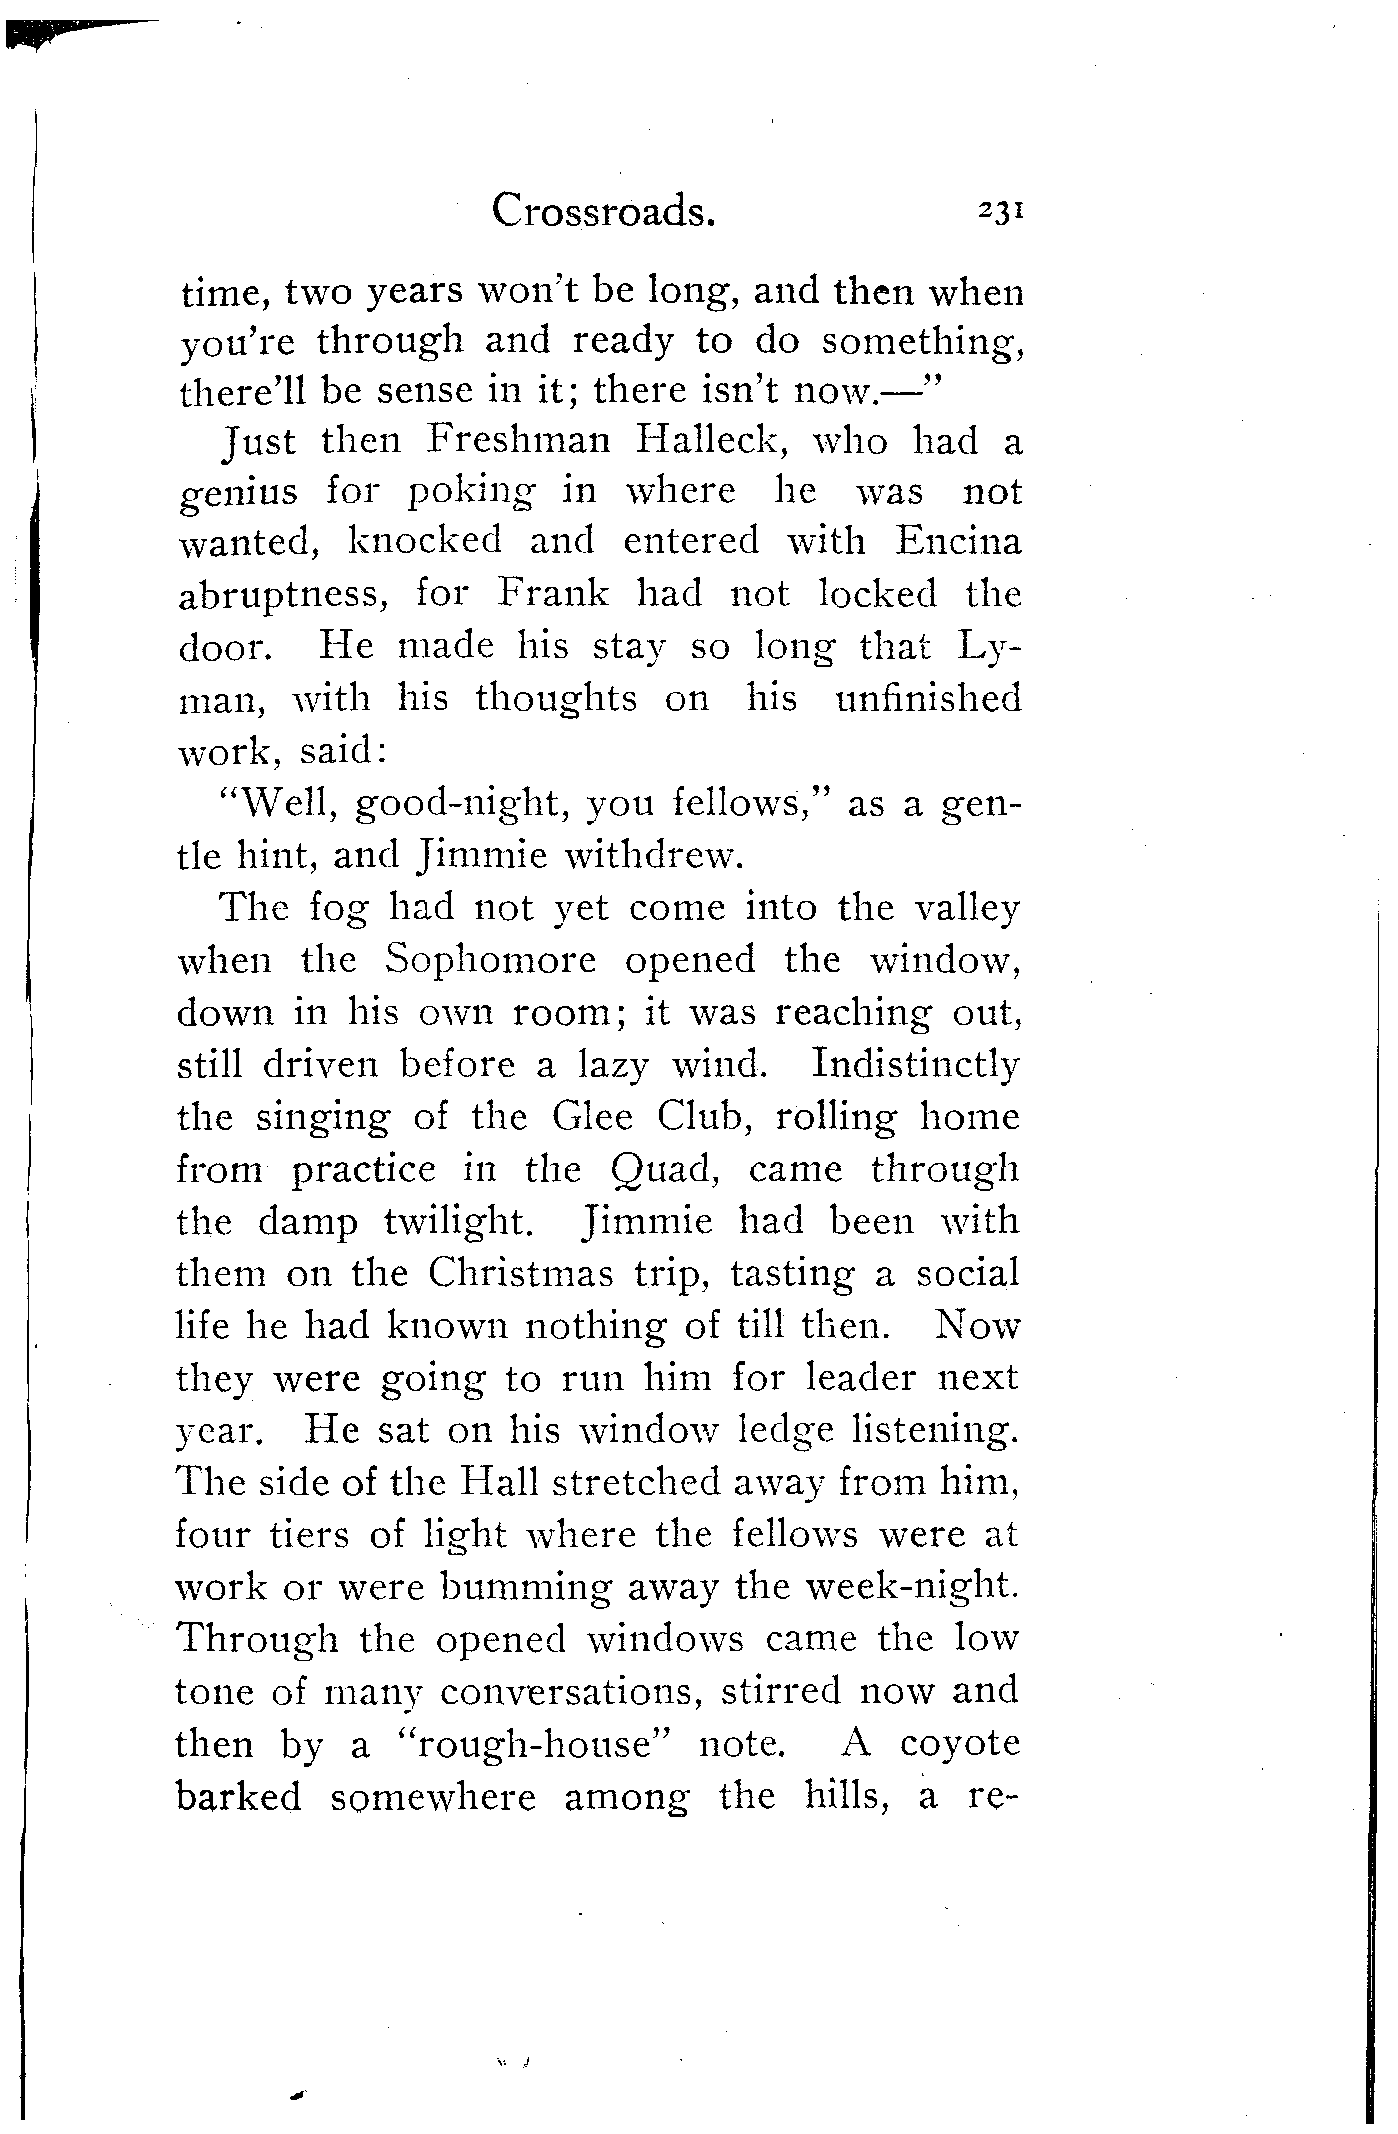 Crossroads. 231
time, two years won't be long, and then when
you're through and ready to do something,
there'll be sense in it; there isn't now.—"
Just then Freshman Halleck, who had a
genius for poking in where he was not
wanted, knocked and entered with Encina
abruptness, for Frank had not locked the
door. He made his stay so long that Ly-
man, with his thoughts on his unfinished
work, said:
"Well, good-night, you fellows," as a gen-
tle hint, and Jimmie withdrew.
The fog had not yet come into the valley
when the Sophomore opened the window,
down in his own room; it was reaching out,
still driven before a lazy wind. Indistinctly
the singing of the Glee Club, rolling home
from practice in the Quad, came through
the damp twilight. Jimmie had been with
them on the Christmas trip, tasting a social
life he had known nothing of till then. Now
they were going to run him for leader next
year. He sat on his window ledge listening.
The side of the Hall stretched away from him,
four tiers of light where the fellows were at
work or were bumming away the week-night.
Through the opened windows came the low
tone of many conversations, stirred now and
then by a "rough-house" note. A coyote
barked somewhere among the hills, a re-